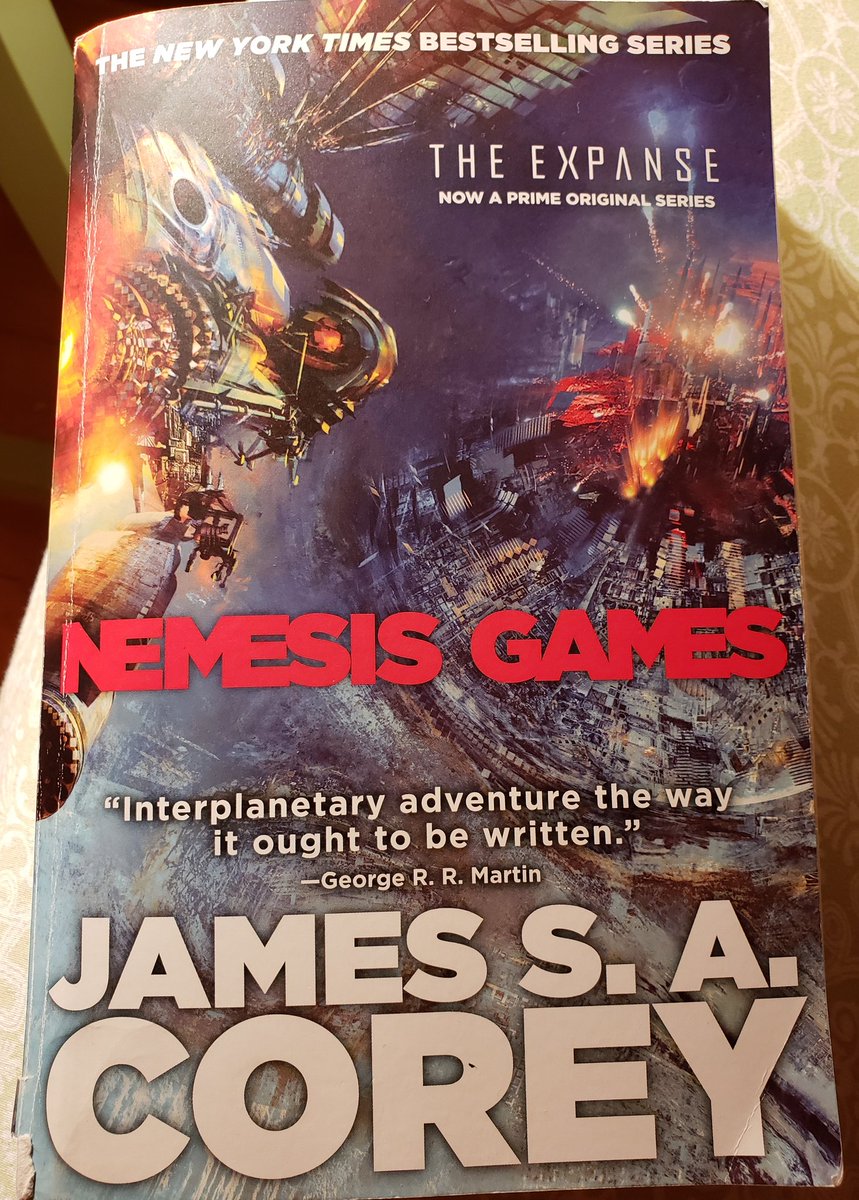 THE NEW YORK TIMES BESTSELLING SERIES
THE EXPANSE
NOW A PRIME ORIGINAL SERIES
NEMESIS GAMES
“Interplanetary adventure the way
it ought to be written.”
—George R. R. Martin
JAMES S. A.
COREY